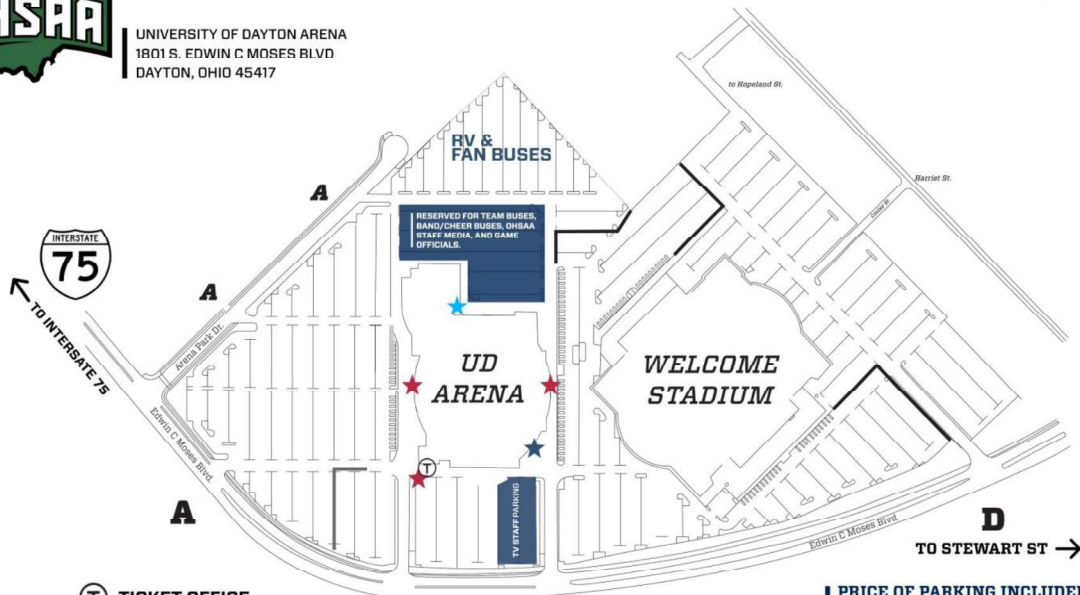 HSAA
UNIVERSITY OF DAYTON ARENA
1801 S. EDWIN C MOSES BLVD
DAYTON, OHIO 45417
to Hopeland St.
RV &
FAN BUSES
Harriet St.
A
RESERVED FOR TEAM BUSES,
BAND/CHEER BUSES, OHSAA
STAFF MEDIA, AND GAME
OFFICIALS.
INTERSTATE
75
A
TO INTERSATE 75
Arena Park Dr.
UD
ARENA
WELCOME
STADIUM
Edwin C Moses Blvd.
T
TV STAFF PARKING
A
D
Edwin C Moses Blvd
TO STEWART ST
T TICKET OFFICE
PRICE OF PARKING INCLUDED